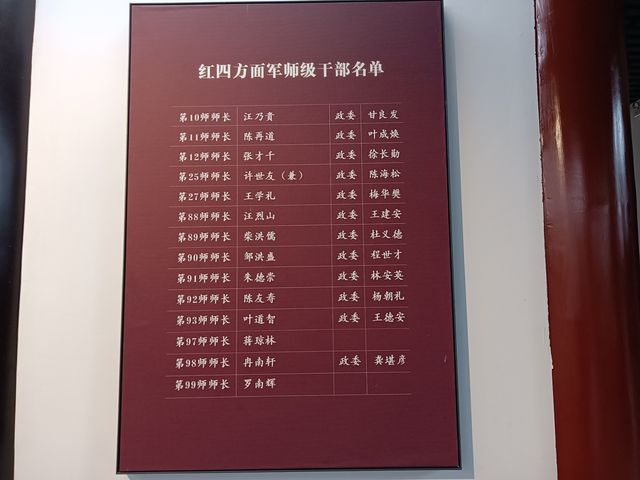 红四方面军师级干部名单
第10师师长 汪乃贵 政委 甘良发
第11师师长 陈再道 政委 叶成焕
第12师师长 张才千 政委 徐长勋
第25师师长 许世友（兼） 政委 陈海松
第27师师长 王学礼 政委 梅华樊
第88师师长 汪烈山 政委 王建安
第89师师长 柴洪儒 政委 杜义德
第90师师长 邹洪盛 政委 程世才
第91师师长 朱德崇 政委 林安英
第92师师长 陈友寿 政委 杨朝礼
第93师师长 叶道智 政委 王德安
第97师师长 蒋琼林
第98师师长 冉南轩 政委 龚堪彦
第99师师长 罗南辉